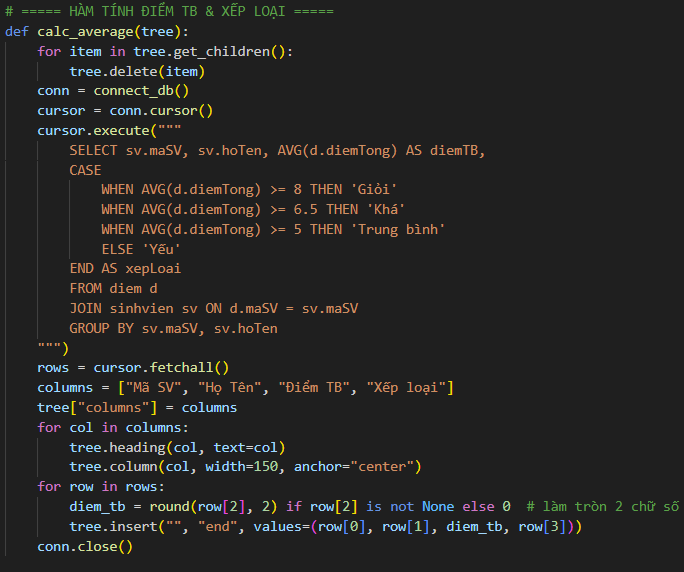 # ===== HÀM TÍNH ĐIỂM TB & XẾP LOẠI =====
def calc_average(tree):
    for item in tree.get_children():
        tree.delete(item)
    conn = connect_db()
    cursor = conn.cursor()
    cursor.execute("""
        SELECT sv.maSV, sv.hoTen, AVG(d.diemTong) AS diemTB,
        CASE
            WHEN AVG(d.diemTong) >= 8 THEN 'Giỏi'
            WHEN AVG(d.diemTong) >= 6.5 THEN 'Khá'
            WHEN AVG(d.diemTong) >= 5 THEN 'Trung bình'
            ELSE 'Yếu'
        END AS xepLoai
        FROM diem d
        JOIN sinhvien sv ON d.maSV = sv.maSV
        GROUP BY sv.maSV, sv.hoTen
    """)
    rows = cursor.fetchall()
    columns = ["Mã SV", "Họ Tên", "Điểm TB", "Xếp loại"]
    tree["columns"] = columns
    for col in columns:
        tree.heading(col, text=col)
        tree.column(col, width=150, anchor="center")
    for row in rows:
        diem_tb = round(row[2], 2) if row[2] is not None else 0  # làm tròn 2 chữ số
        tree.insert("", "end", values=(row[0], row[1], diem_tb, row[3]))
    conn.close()